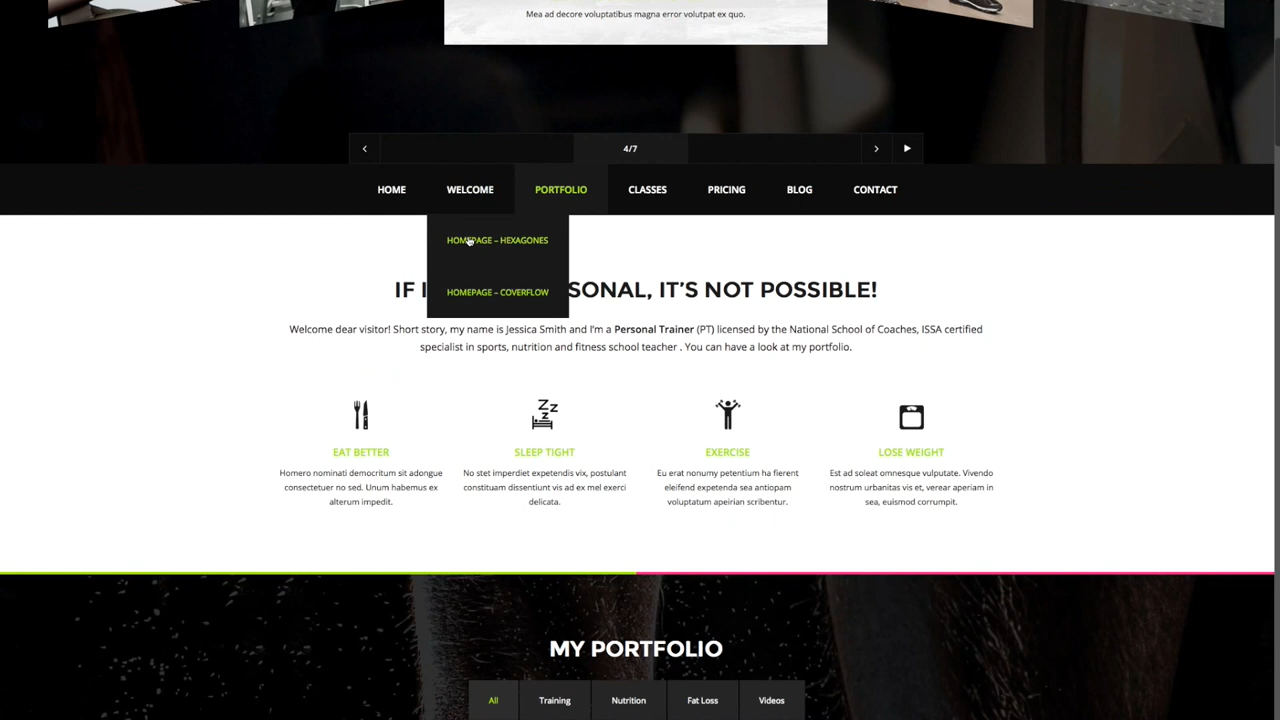 Mea ad decore voluptatibus magna error volutpat ex quo.
4/7
HOME WELCOME PORTFOLIO CLASSES PRICING BLOG CONTACT
HOMEPAGE – HEXAGONES
HOMEPAGE – COVERFLOW
IF I SONAL, IT'S NOT POSSIBLE!
Welcome dear visitor! Short story, my name is Jessica Smith and I'm a Personal Trainer (PT) licensed by the National School of Coaches, ISSA certified
specialist in sports, nutrition and fitness school teacher . You can have a look at my portfolio.
EAT BETTER
Homero nominati democritum sit adongue
consectetuer no sed. Unum habemus ex
alterum impedit.
SLEEP TIGHT
No stet imperdiet expetendis vix, postulant
constituam dissentiunt vis ad ex mel exerci
delicata.
EXERCISE
Eu erat nonumy petentium ha fierent
eleifend expetenda sea antiopam
voluptatum apeirian scribentur.
LOSE WEIGHT
Est ad soleat omnesque vulputate. Vivendo
nostrum urbanitas vis et, verear aperiam in
sea, euismod corrumpit.
MY PORTFOLIO
All Training Nutrition Fat Loss Videos